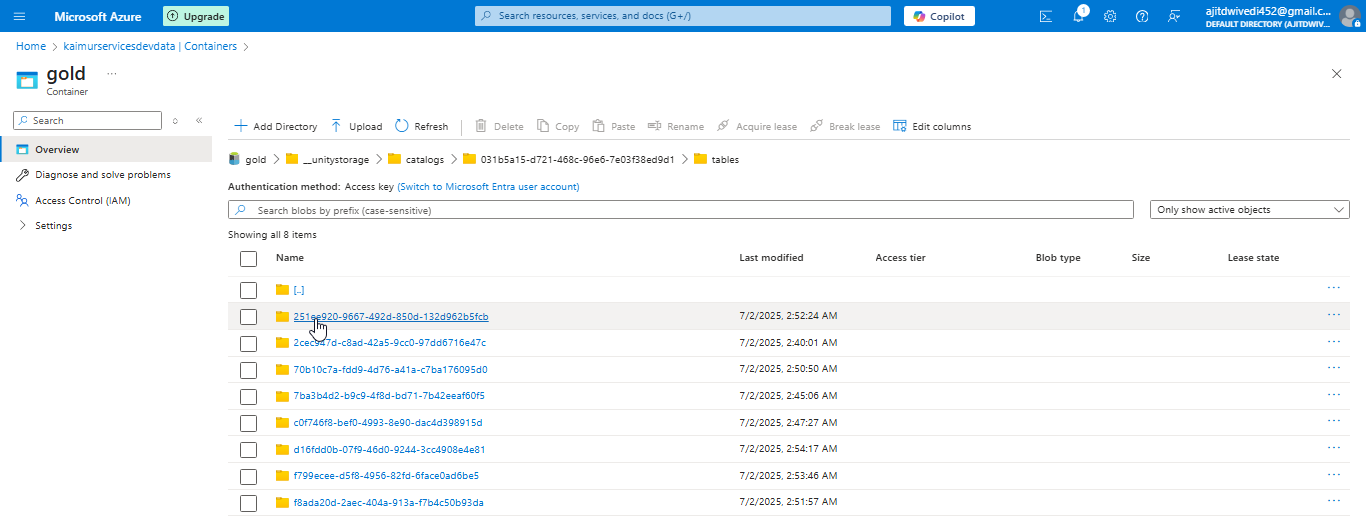 Microsoft Azure Upgrade Search resources, services, and docs (G+/) Copilot 1 ajitdwivedi452@gmail.c...
DEFAULT DIRECTORY (AJITDWIV...
Home > kaimurservicesdevdata | Containers >
gold ...
Container
Search
Overview
Diagnose and solve problems
Access Control (IAM)
Settings
Add Directory Upload Refresh Delete Copy Paste Rename Acquire lease Break lease Edit columns
gold > __unitystorage > catalogs > 031b5a15-d721-468c-96e6-7e03f38ed9d1 > tables
Authentication method: Access key (Switch to Microsoft Entra user account)
Search blobs by prefix (case-sensitive) Only show active objects
Showing all 8 items
Name Last modified Access tier Blob type Size Lease state
[..] ...
251ee920-9667-492d-850d-132d962b5fcb 7/2/2025, 2:52:24 AM ...
2cec947d-c8ad-42a5-9cc0-97dd6716e47c 7/2/2025, 2:40:01 AM ...
70b10c7a-fdd9-4d76-a41a-c7ba176095d0 7/2/2025, 2:50:50 AM ...
7ba3b4d2-b9c9-4f8d-bd71-7b42eeaf60f5 7/2/2025, 2:45:06 AM ...
c0f746f8-bef0-4993-8e90-dac4d398915d 7/2/2025, 2:47:27 AM ...
d16fdd0b-07f9-46d0-9244-3cc4908e4e81 7/2/2025, 2:54:17 AM ...
f799ecee-d5f8-4956-82fd-6face0ad6be5 7/2/2025, 2:53:46 AM ...
f8ada20d-2aec-404a-913a-f7b4c50b93da 7/2/2025, 2:51:57 AM ...